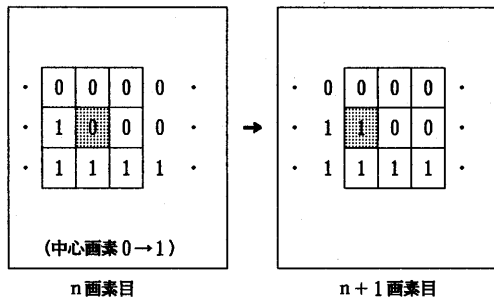 ・ 0 0 0 0 ・ ・ 0 0 0 0 ・
・ 1 0 0 0 ・ → ・ 1 1 0 0 ・
・ 1 1 1 1 ・ ・ 1 1 1 1 ・
(中心画素0→1)
n画素目 n+1画素目